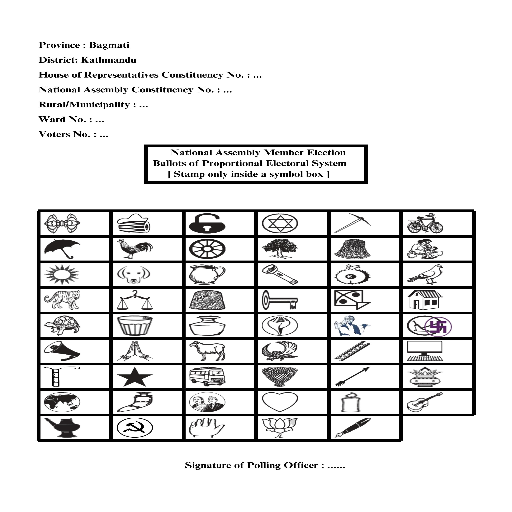 Province : Bagmati
District: Kathmandu
House of Representatives Constituency No. : ...
National Assembly Constituency No. : ...
Rural/Municipality : ...
Ward No. : ...
Voters No. : ...
National Assembly Member Election
Ballots of Proportional Electoral System
[ Stamp only inside a symbol box ]
Signature of Polling Officer : ......